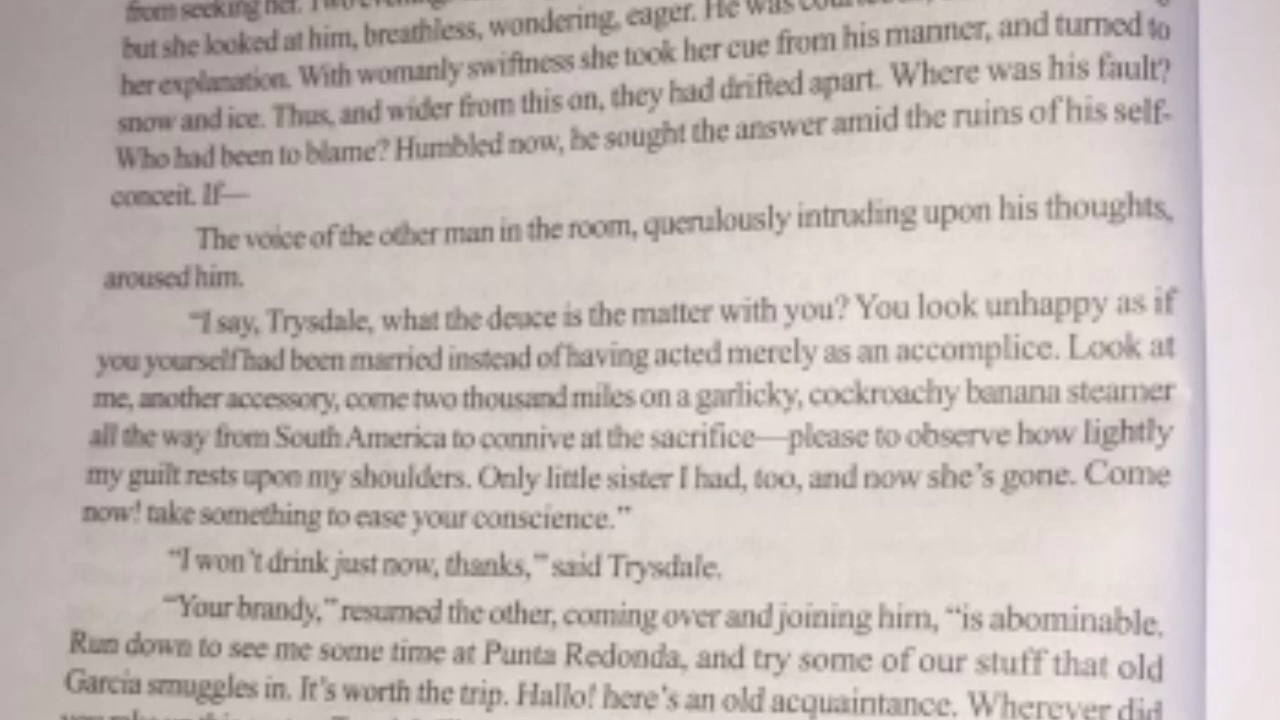 from seeking her. Two
but she looked at him, breathless, wondering, eager. He was
her explanation. With womanly swiftness she took her cue from his manner, and turned to
snow and ice. Thus, and wider from this on, they had drifted apart. Where was his fault?
Who had been to blame? Humbled now, he sought the answer amid the ruins of his self-
conceit. If—
The voice of the other man in the room, querulously intruding upon his thoughts,
aroused him.
“I say, Trysdale, what the deuce is the matter with you? You look unhappy as if
you yourself had been married instead of having acted merely as an accomplice. Look at
me, another accessory, come two thousand miles on a garlicky, cockroachy banana steamer
all the way from South America to connive at the sacrifice—please to observe how lightly
my guilt rests upon my shoulders. Only little sister I had, too, and now she’s gone. Come
now! take something to ease your conscience.”
“I won’t drink just now, thanks,” said Trysdale.
“Your brandy,” resumed the other, coming over and joining him, “is abominable.
Run down to see me some time at Punta Redonda, and try some of our stuff that old
Garcia smuggles in. It’s worth the trip. Hallo! here’s an old acquaintance. Wherever did